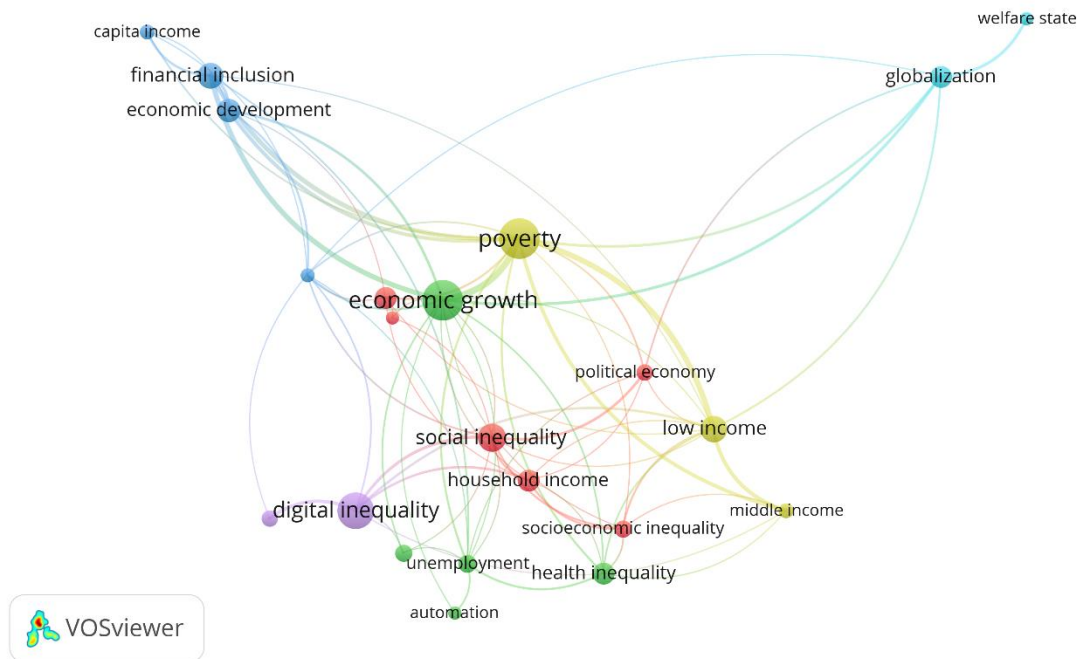 welfare state
capita income
financial inclusion
globalization
economic development
poverty
economic growth
political economy
low income
social inequality
household income
digital inequality
middle income
socioeconomic inequality
unemployment
health inequality
automation
VOSviewer